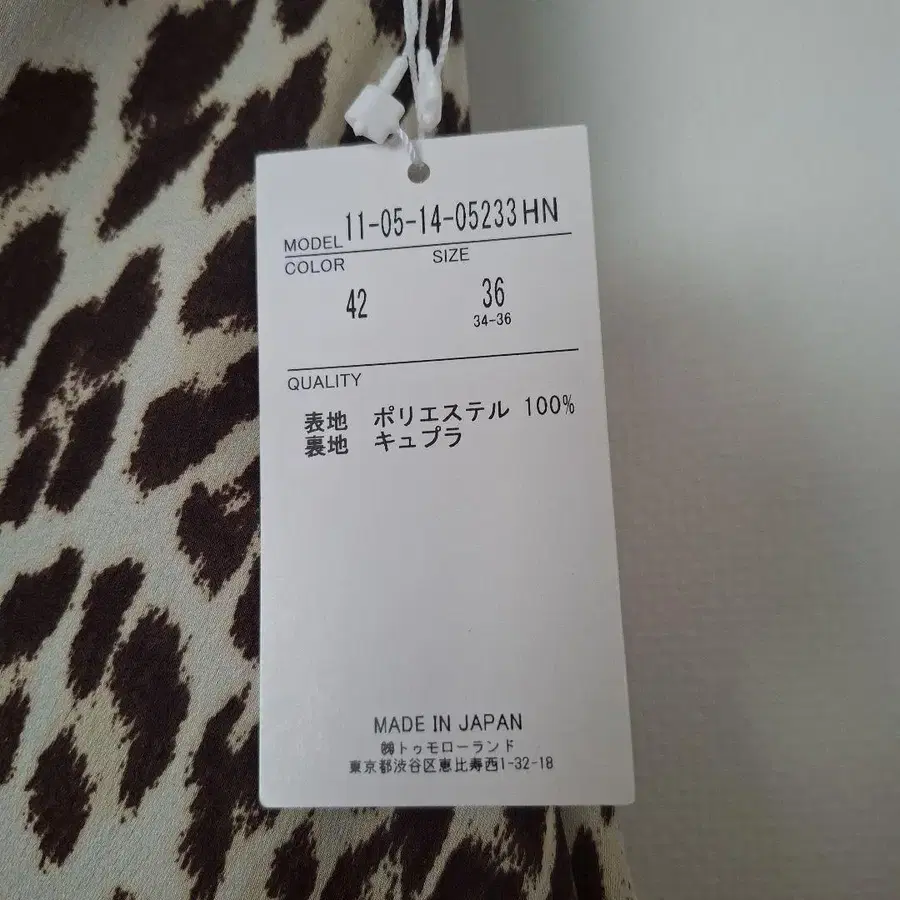 MODEL 11-05-14-05233HN
COLOR SIZE
42 36
34-36
QUALITY
表地 ポリエステル 100%
裏地 キュプラ
MADE IN JAPAN
㈱トゥモローランド
東京都渋谷区恵比寿西1-32-18